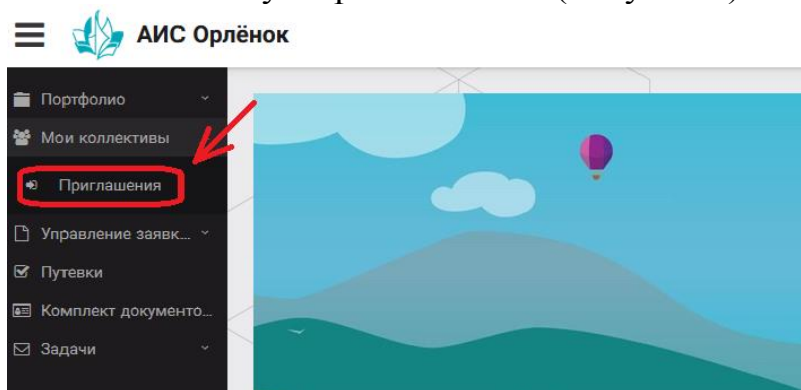 АИС Орлёнок
Портфолио
Мои коллективы
Приглашения
Управление заявк...
Путевки
Комплект документо...
Задачи